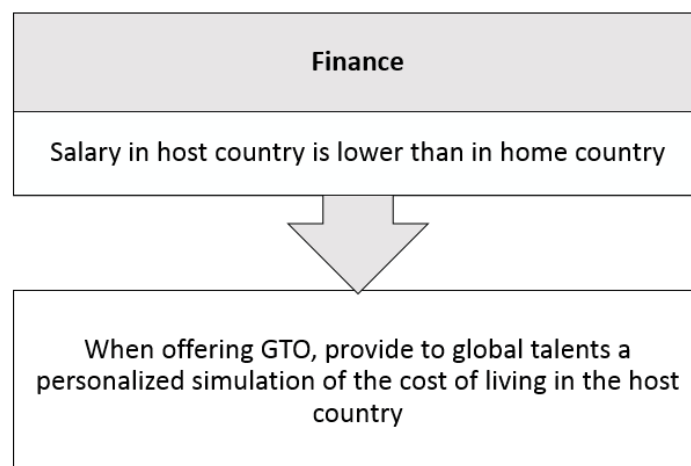 Finance
Salary in host country is lower than in home country
When offering GTO, provide to global talents a
personalized simulation of the cost of living in the host
country